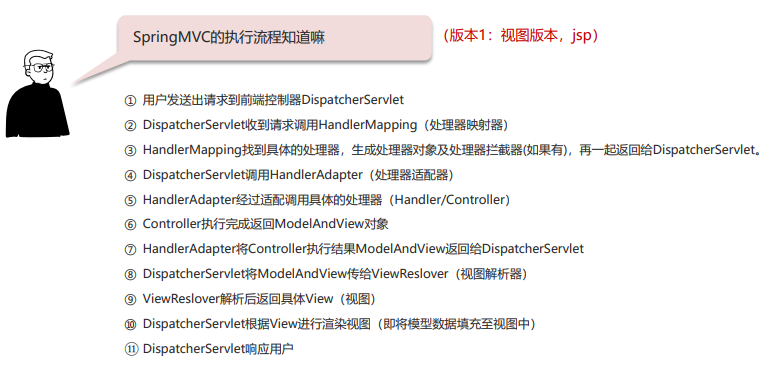 SpringMVC的执行流程知道嘛
（版本1：视图版本，jsp）
① 用户发送出请求到前端控制器DispatcherServlet
② DispatcherServlet收到请求调用HandlerMapping（处理器映射器）
③ HandlerMapping找到具体的处理器，生成处理器对象及处理器拦截器(如果有)，再一起返回给DispatcherServlet。
④ DispatcherServlet调用HandlerAdapter（处理器适配器）
⑤ HandlerAdapter经过适配调用具体的处理器（Handler/Controller）
⑥ Controller执行完成返回ModelAndView对象
⑦ HandlerAdapter将Controller执行结果ModelAndView返回给DispatcherServlet
⑧ DispatcherServlet将ModelAndView传给ViewReslover（视图解析器）
⑨ ViewReslover解析后返回具体View（视图）
⑩ DispatcherServlet根据View进行渲染视图（即将模型数据填充至视图中）
⑪ DispatcherServlet响应用户